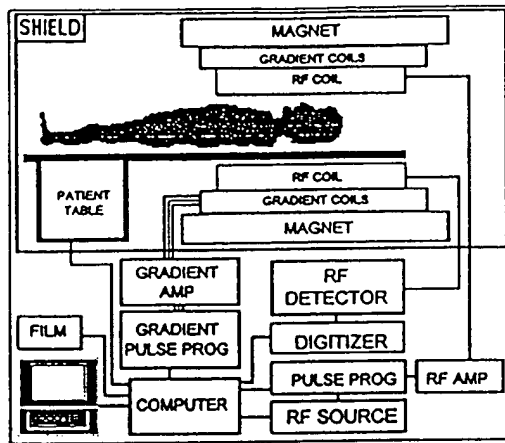 SHIELD
MAGNET
GRADIENT COILS
RF COIL
RF COIL
GRADIENT COILS
MAGNET
PATIENT
TABLE
GRADIENT
AMP
RF
DETECTOR
FILM
GRADIENT
PULSE PROG
DIGITIZER
COMPUTER
PULSE PROG
RF AMP
RF SOURCE